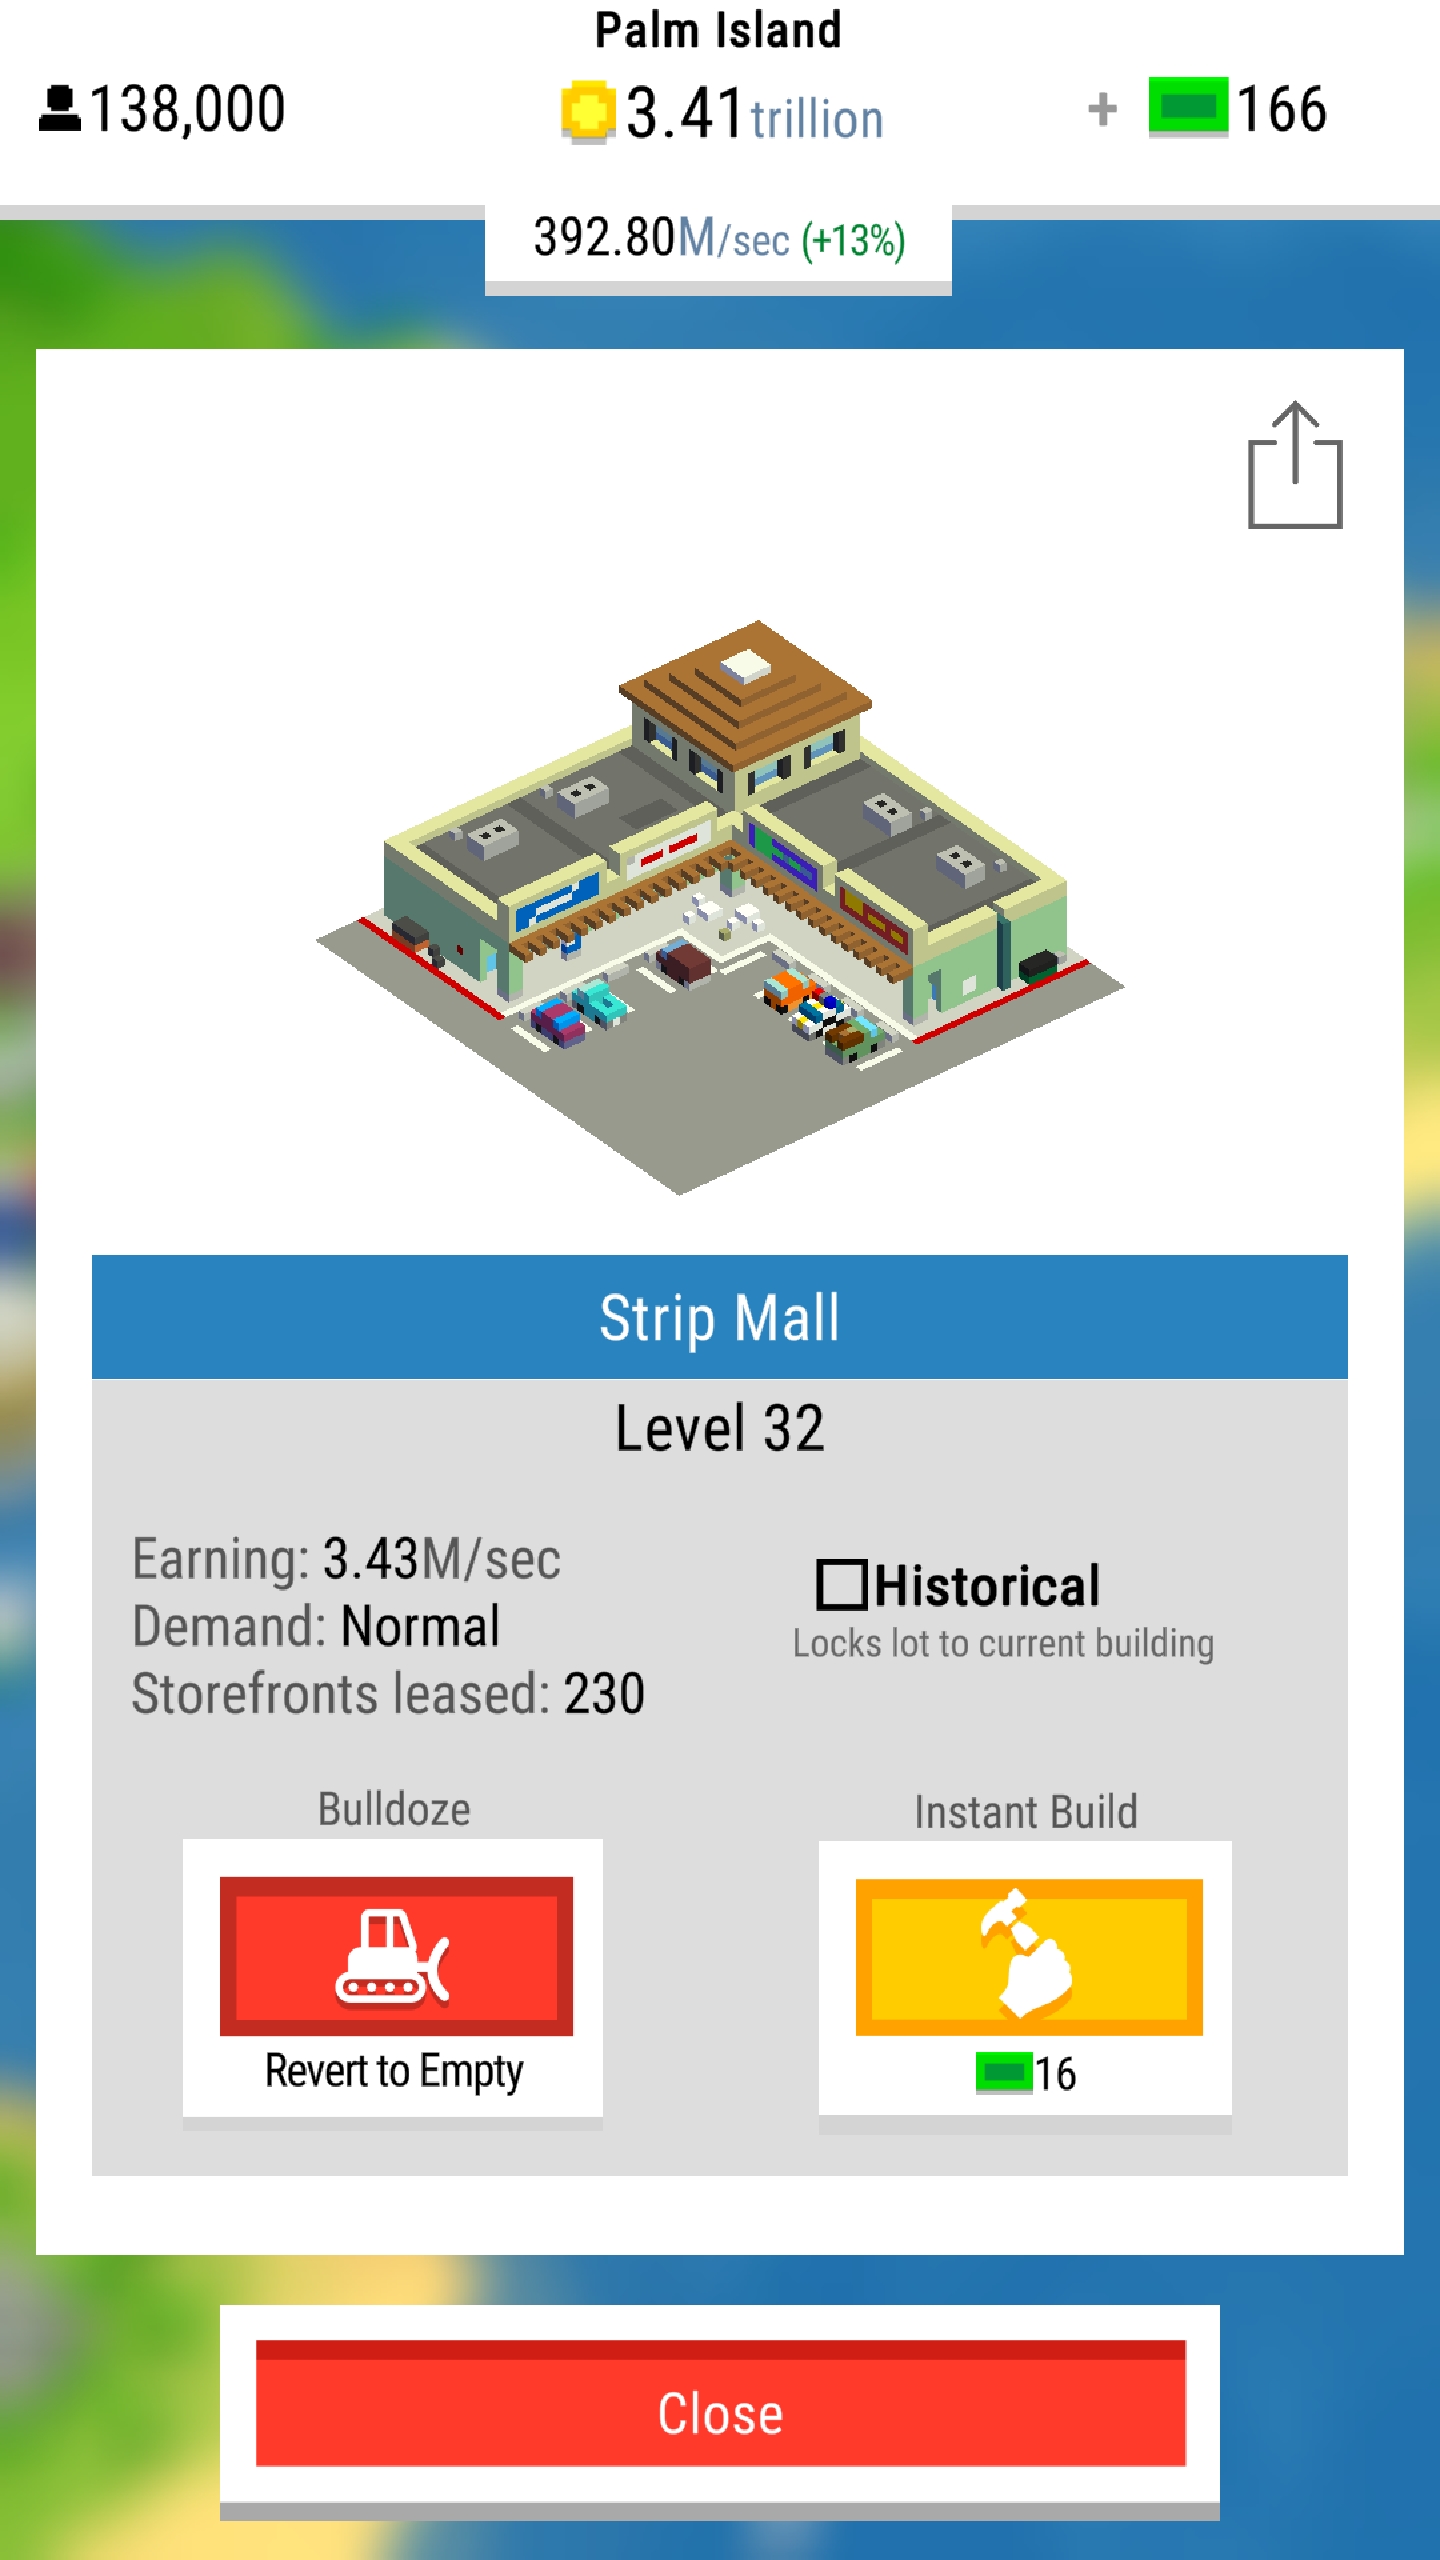 Palm Island
138,000
3.41 trillion
+ 166
392.80M/sec (+13%)
Strip Mall
Level 32
Earning: 3.43M/sec
Demand: Normal
Storefronts leased: 230
Historical
Locks lot to current building
Bulldoze
Revert to Empty
Instant Build
16
Close